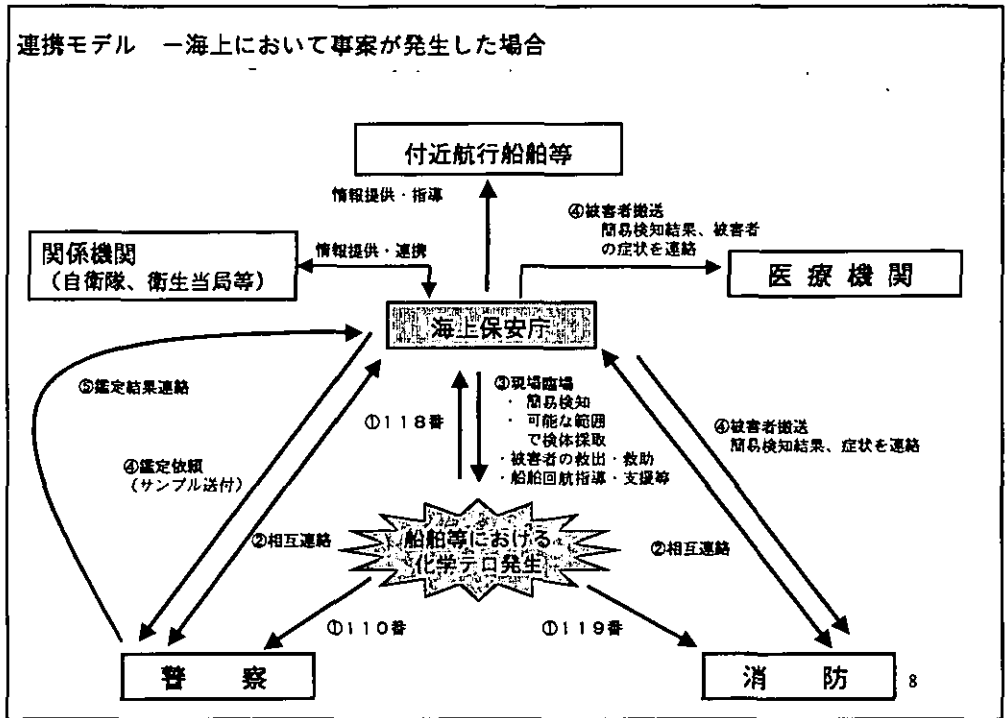 連携モデル －海上において事案が発生した場合
付近航行船舶等
情報提供・指導
④被害者搬送
簡易検知結果、被害者
の症状を連絡
関係機関
（自衛隊、衛生当局等）
情報提供・連携
医療機関
海上保安庁
⑤鑑定結果連絡
①118番
③現場臨場
・ 簡易検知
・ 可能な範囲
で検体採取
・被害者の救出・救助
・船舶回航指導・支援等
④被害者搬送
簡易検知結果、症状を連絡
④鑑定依頼
（サンプル送付）
②相互連絡
船舶等における
化学テロ発生
②相互連絡
①110番
①119番
警 察
消 防
8